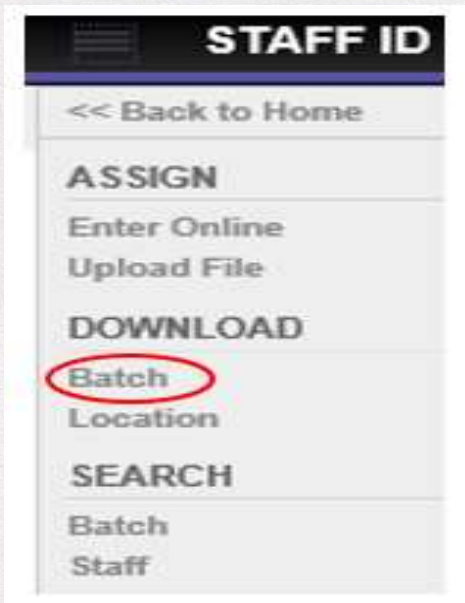 STAFF ID
<< Back to Home
ASSIGN
Enter Online
Upload File
DOWNLOAD
Batch
Location
SEARCH
Batch
Staff